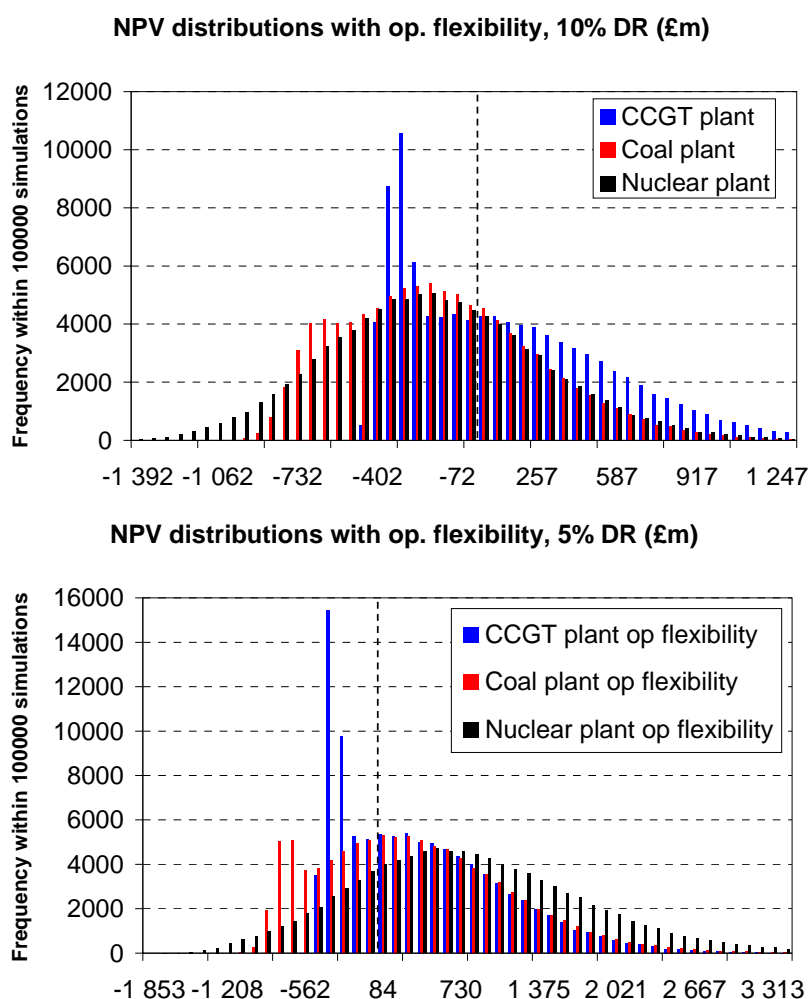 NPV distributions with op. flexibility, 10% DR (£m)
Frequency within 100000 simulations
12000
10000
8000
6000
4000
2000
0
CCGT plant
Coal plant
Nuclear plant
-1 392 -1 062 -732 -402 -72 257 587 917 1 247
NPV distributions with op. flexibility, 5% DR (£m)
Frequency within 100000 simulations
16000
14000
12000
10000
8000
6000
4000
2000
0
CCGT plant op flexibility
Coal plant op flexibility
Nuclear plant op flexibility
-1 853 -1 208 -562 84 730 1 375 2 021 2 667 3 313